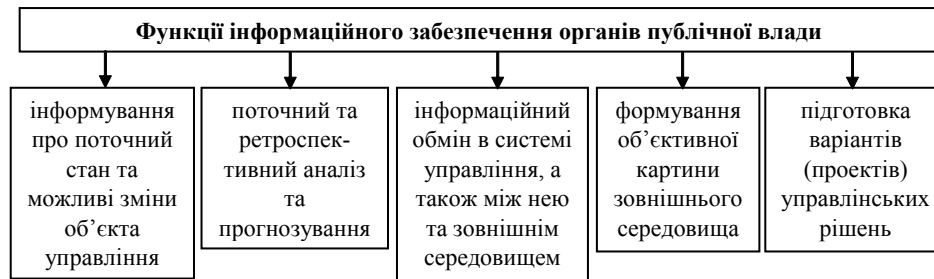 Функції інформаційного забезпечення органів публічної влади
інформування
про поточний
стан та
можливі зміни
об’єкта
управління
поточний та
ретроспек-
тивний аналіз
та
прогнозування
інформаційний
обмін в системі
управління, а
також між нею
та зовнішнім
середовищем
формування
об’єктивної
картини
зовнішнього
середовища
підготовка
варіантів
(проектів)
управлінських
рішень